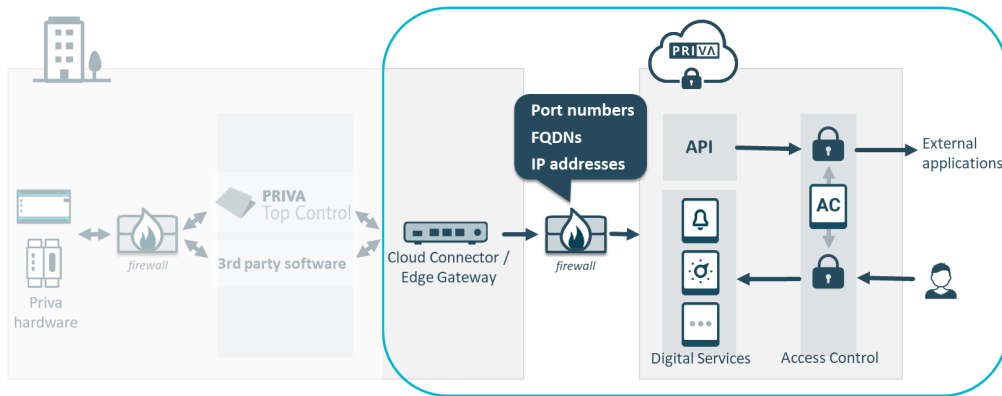 PRIVA
Port numbers
FQDNs
IP addresses
API
External
applications
PRIVA
Top Control
AC
firewall
3rd party software
Cloud Connector /
Edge Gateway
firewall
Priva
hardware
Digital Services
Access Control